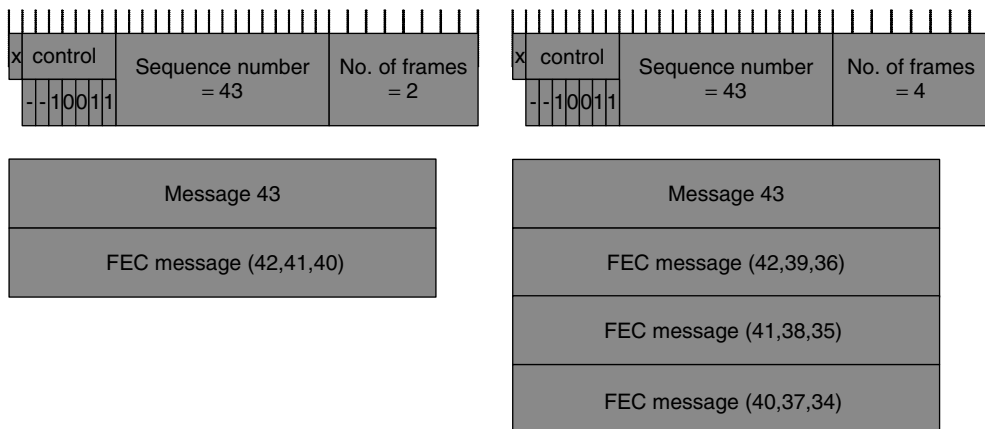 x control
Sequence number
= 43
No. of frames
= 2
- - 1 0 0 1 1
Message 43
FEC message (42,41,40)
x control
Sequence number
= 43
No. of frames
= 4
- - 1 0 0 1 1
Message 43
FEC message (42,39,36)
FEC message (41,38,35)
FEC message (40,37,34)